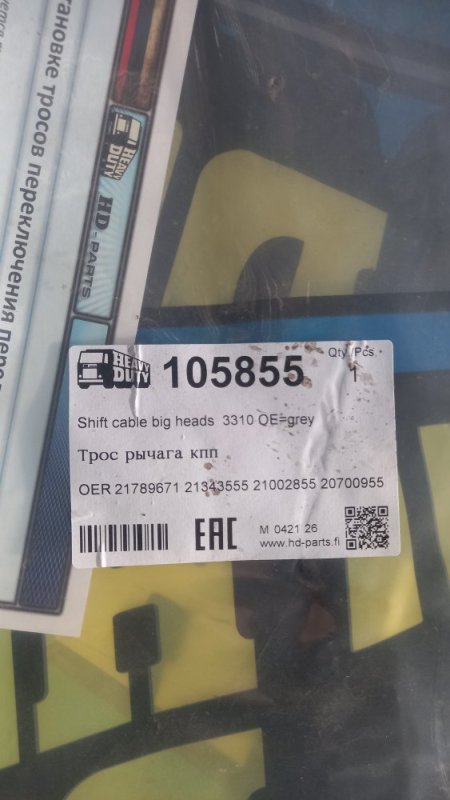 тановке тросов переключения перед
HEAVY
DUTY
HD-PARTS
HEAVY
DUTY
105855
Qty./Pcs.
1
Shift cable big heads 3310 OE=grey
Трос рычага кпп
OER 21789671 21343555 21002855 20700955
EAC
M 0421 26
www.hd-parts.fi